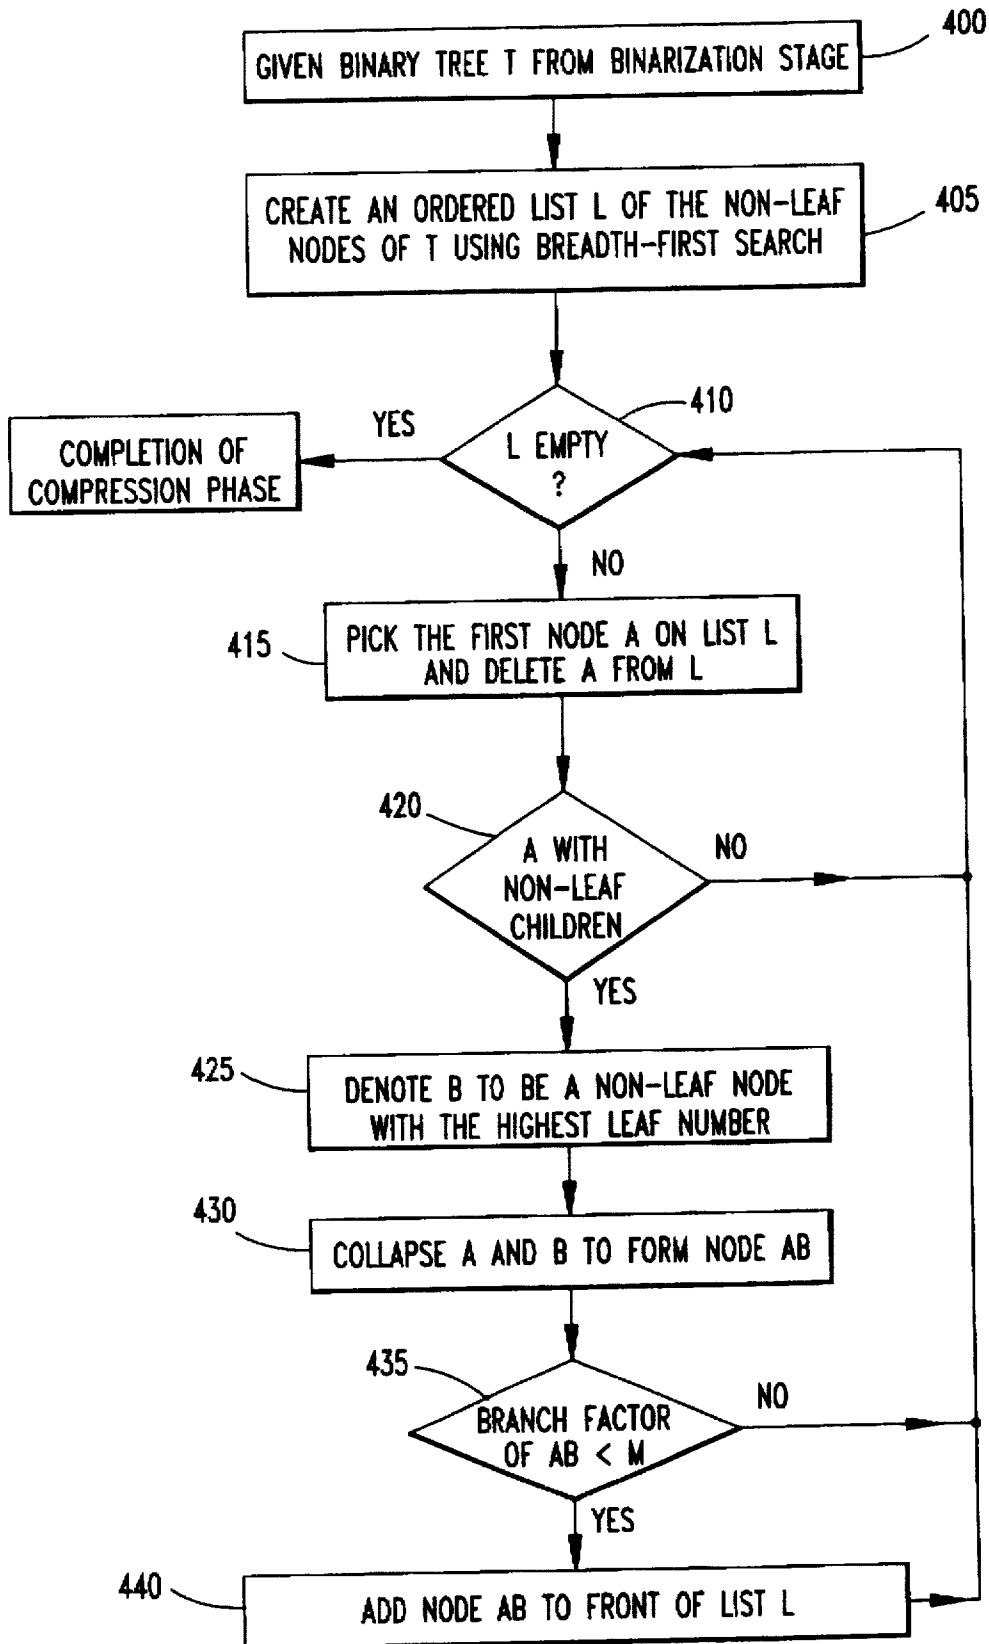 400
GIVEN BINARY TREE T FROM BINARIZATION STAGE
405
CREATE AN ORDERED LIST L OF THE NON-LEAF
NODES OF T USING BREADTH-FIRST SEARCH
410
YES
L EMPTY
?
COMPLETION OF
COMPRESSION PHASE
NO
415
PICK THE FIRST NODE A ON LIST L
AND DELETE A FROM L
420
A WITH
NON-LEAF
CHILDREN
NO
YES
425
DENOTE B TO BE A NON-LEAF NODE
WITH THE HIGHEST LEAF NUMBER
430
COLLAPSE A AND B TO FORM NODE AB
435
BRANCH FACTOR
OF AB < M
NO
YES
440
ADD NODE AB TO FRONT OF LIST L